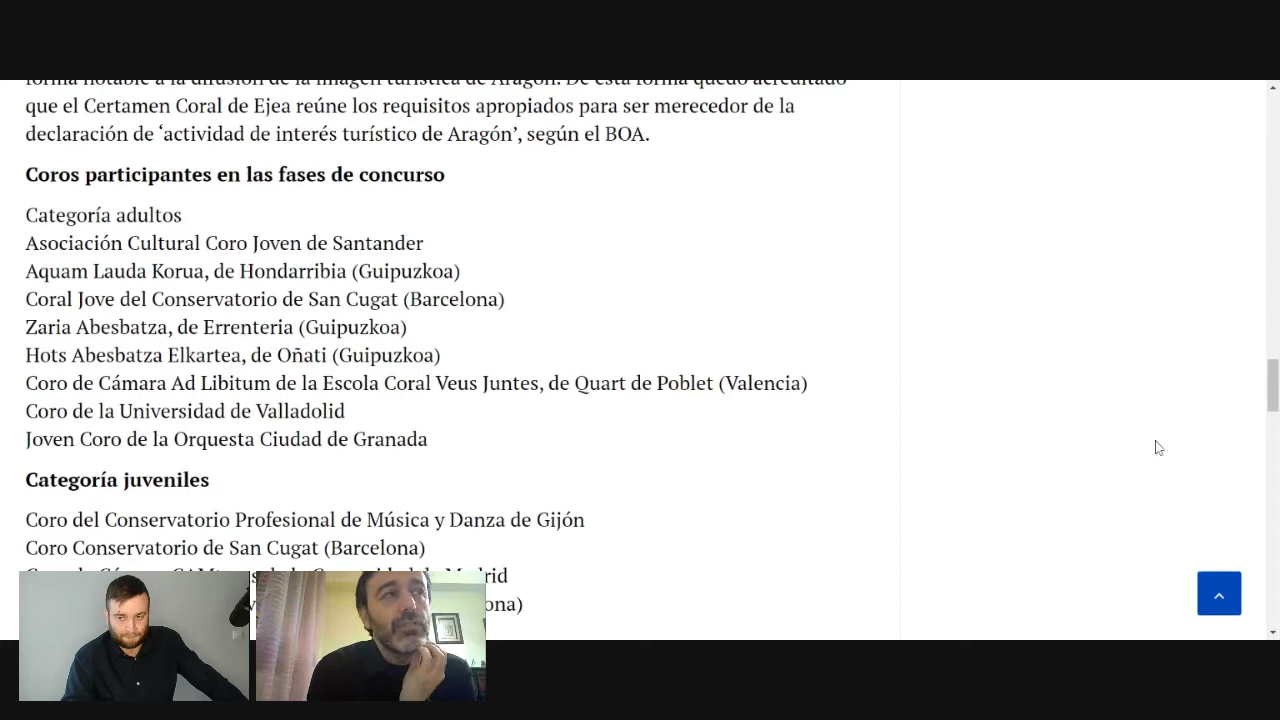 que el Certamen Coral de Ejea reúne los requisitos apropiados para ser merecedor de la
declaración de ‘actividad de interés turístico de Aragón’, según el BOA.
Coros participantes en las fases de concurso
Categoría adultos
Asociación Cultural Coro Joven de Santander
Aquam Lauda Korua, de Hondarribia (Guipuzkoa)
Coral Jove del Conservatorio de San Cugat (Barcelona)
Zaria Abesbatza, de Errenteria (Guipuzkoa)
Hots Abesbatza Elkartea, de Oñati (Guipuzkoa)
Coro de Cámara Ad Libitum de la Escola Coral Veus Juntes, de Quart de Poblet (Valencia)
Coro de la Universidad de Valladolid
Joven Coro de la Orquesta Ciudad de Granada
Categoría juveniles
Coro del Conservatorio Profesional de Música y Danza de Gijón
Coro Conservatorio de San Cugat (Barcelona)